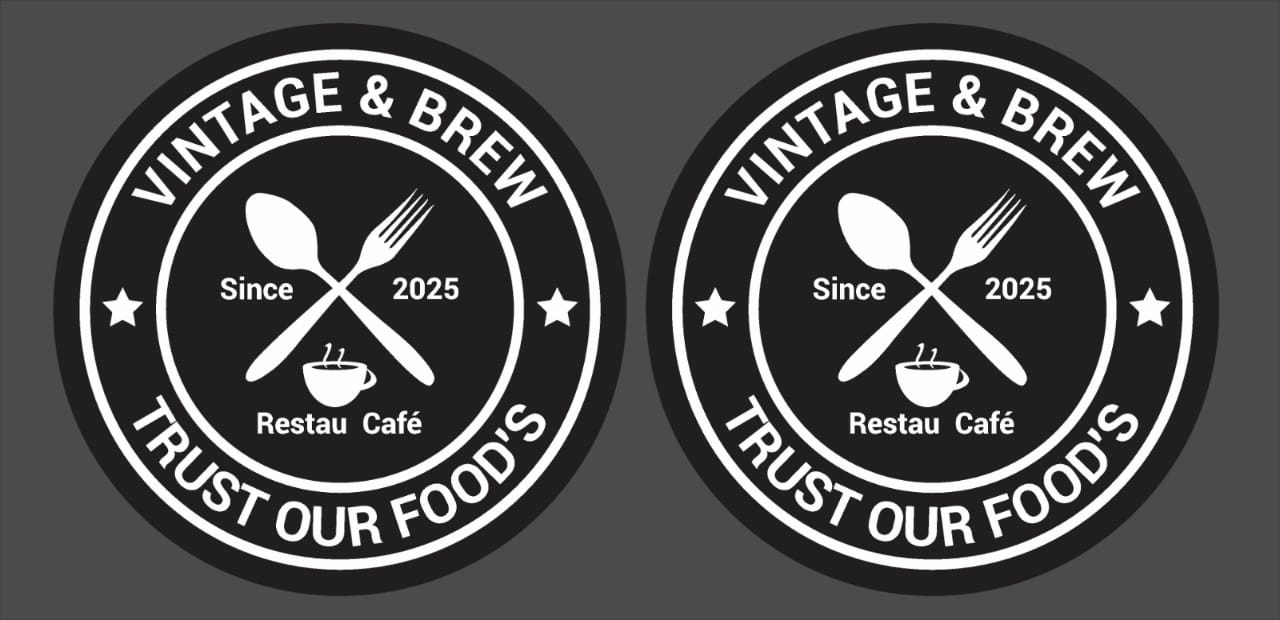 VINTAGE & BREW
Since 2025
Restau Café
TRUST OUR FOOD'S
VINTAGE & BREW
Since 2025
Restau Café
TRUST OUR FOOD'S